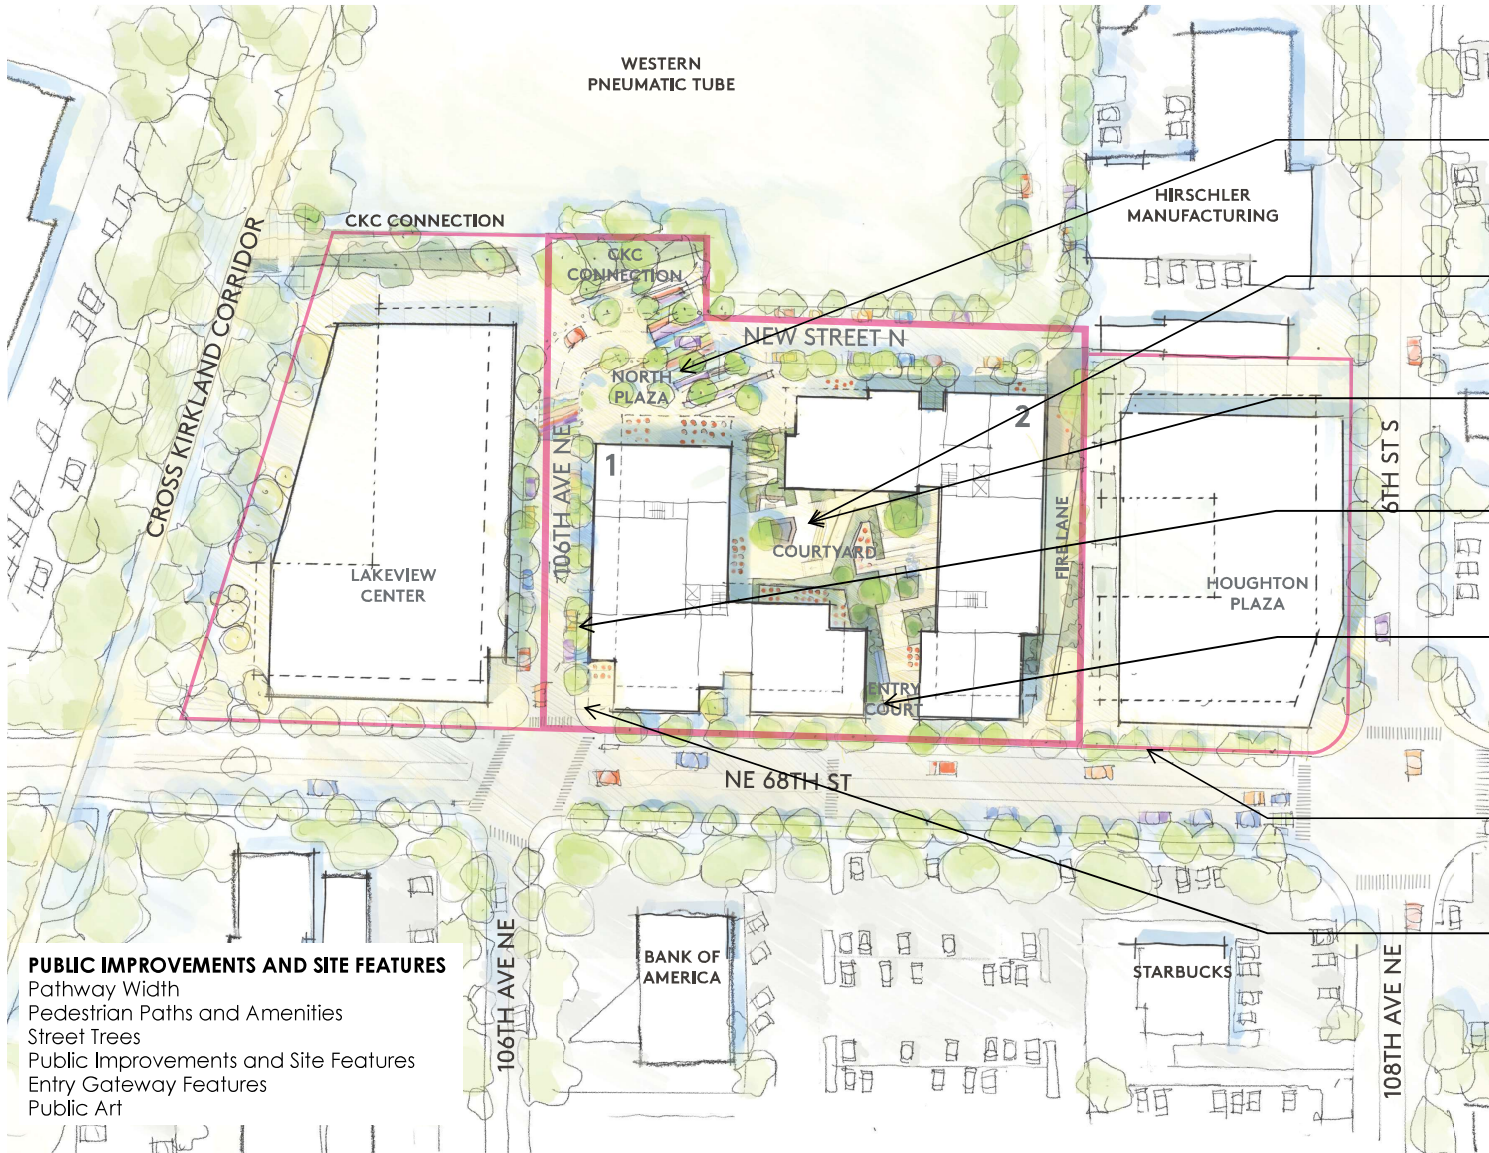 WESTERN
PNEUMATIC TUBE
HIRSCHLER
MANUFACTURING
CKC CONNECTION
CKC
CONNECTION
CROSS KIRKLAND CORRIDOR
NEW STREET N
NORTH
PLAZA
106TH AVE NE
1
2
6TH ST S
FIRE LANE
COURTYARD
LAKEVIEW
CENTER
HOUGHTON
PLAZA
ENTRY
COURT
NE 68TH ST
106TH AVE NE
BANK OF
AMERICA
STARBUCKS
108TH AVE NE
PUBLIC IMPROVEMENTS AND SITE FEATURES
Pathway Width
Pedestrian Paths and Amenities
Street Trees
Public Improvements and Site Features
Entry Gateway Features
Public Art